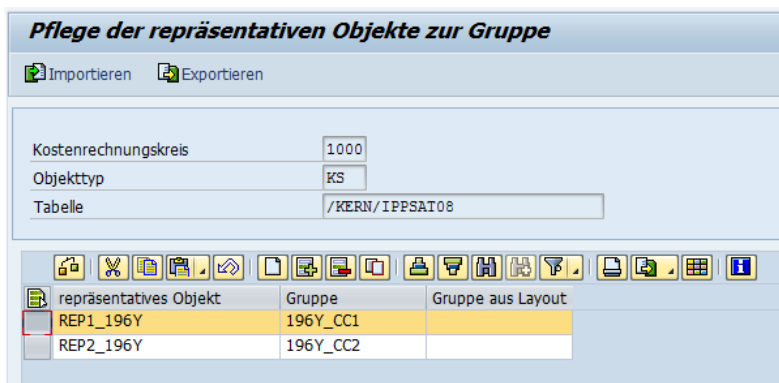 Pflege der repräsentativen Objekte zur Gruppe
Importieren Exportieren
Kostenrechnungskreis 1000
Objekttyp KS
Tabelle /KERN/IPPSAT08
repräsentatives Objekt Gruppe Gruppe aus Layout
REP1_196Y 196Y_CC1
REP2_196Y 196Y_CC2